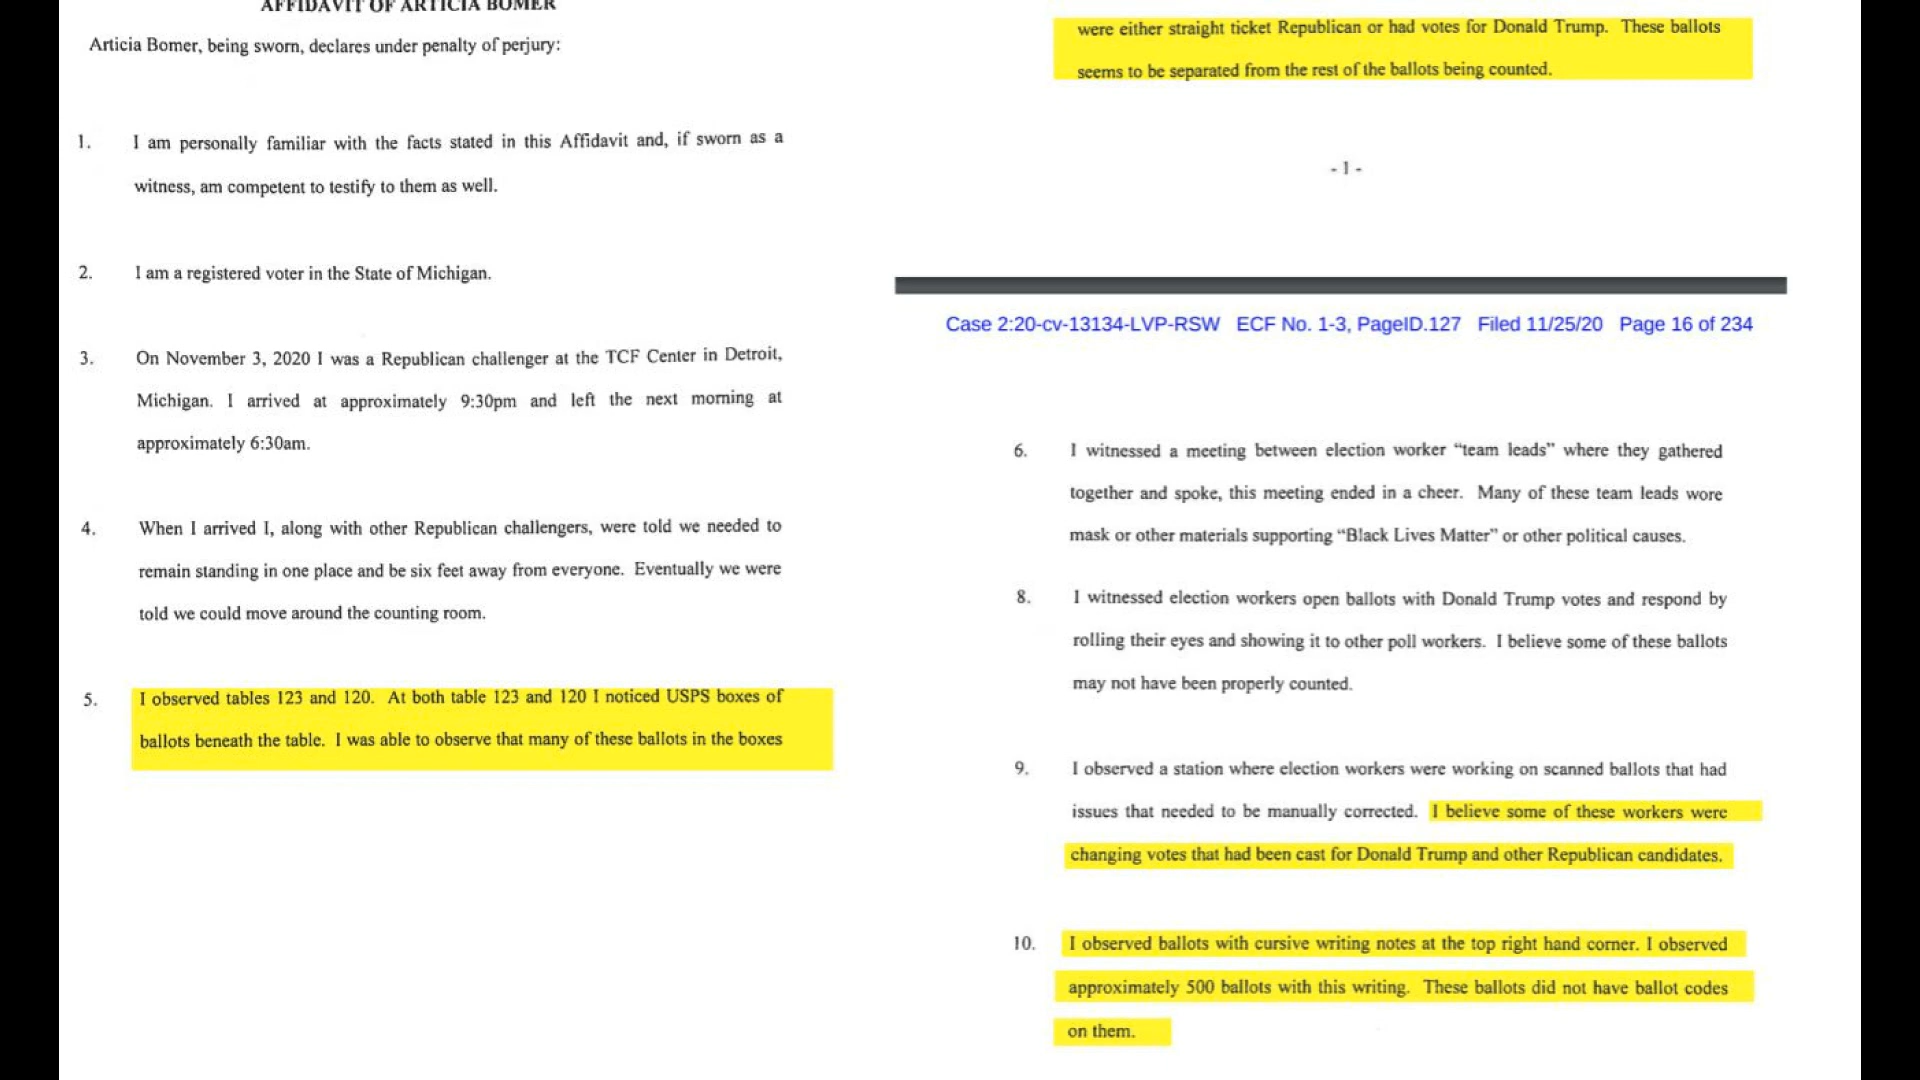 AFFIDAVIT OF ARTICIA BOMER
Articia Bomer, being sworn, declares under penalty of perjury:
1. I am personally familiar with the facts stated in this Affidavit and, if sworn as a
witness, am competent to testify to them as well.
2. I am a registered voter in the State of Michigan.
3. On November 3, 2020 I was a Republican challenger at the TCF Center in Detroit,
Michigan. I arrived at approximately 9:30pm and left the next morning at
approximately 6:30am.
4. When I arrived I, along with other Republican challengers, were told we needed to
remain standing in one place and be six feet away from everyone. Eventually we were
told we could move around the counting room.
5. I observed tables 123 and 120. At both table 123 and 120 I noticed USPS boxes of
ballots beneath the table. I was able to observe that many of these ballots in the boxes
were either straight ticket Republican or had votes for Donald Trump. These ballots
seems to be separated from the rest of the ballots being counted.
- 1 -
Case 2:20-cv-13134-LVP-RSW ECF No. 1-3, PageID.127 Filed 11/25/20 Page 16 of 234
6. I witnessed a meeting between election worker “team leads” where they gathered
together and spoke, this meeting ended in a cheer. Many of these team leads wore
mask or other materials supporting “Black Lives Matter” or other political causes.
8. I witnessed election workers open ballots with Donald Trump votes and respond by
rolling their eyes and showing it to other poll workers. I believe some of these ballots
may not have been properly counted.
9. I observed a station where election workers were working on scanned ballots that had
issues that needed to be manually corrected. I believe some of these workers were
changing votes that had been cast for Donald Trump and other Republican candidates.
10. I observed ballots with cursive writing notes at the top right hand corner. I observed
approximately 500 ballots with this writing. These ballots did not have ballot codes
on them.